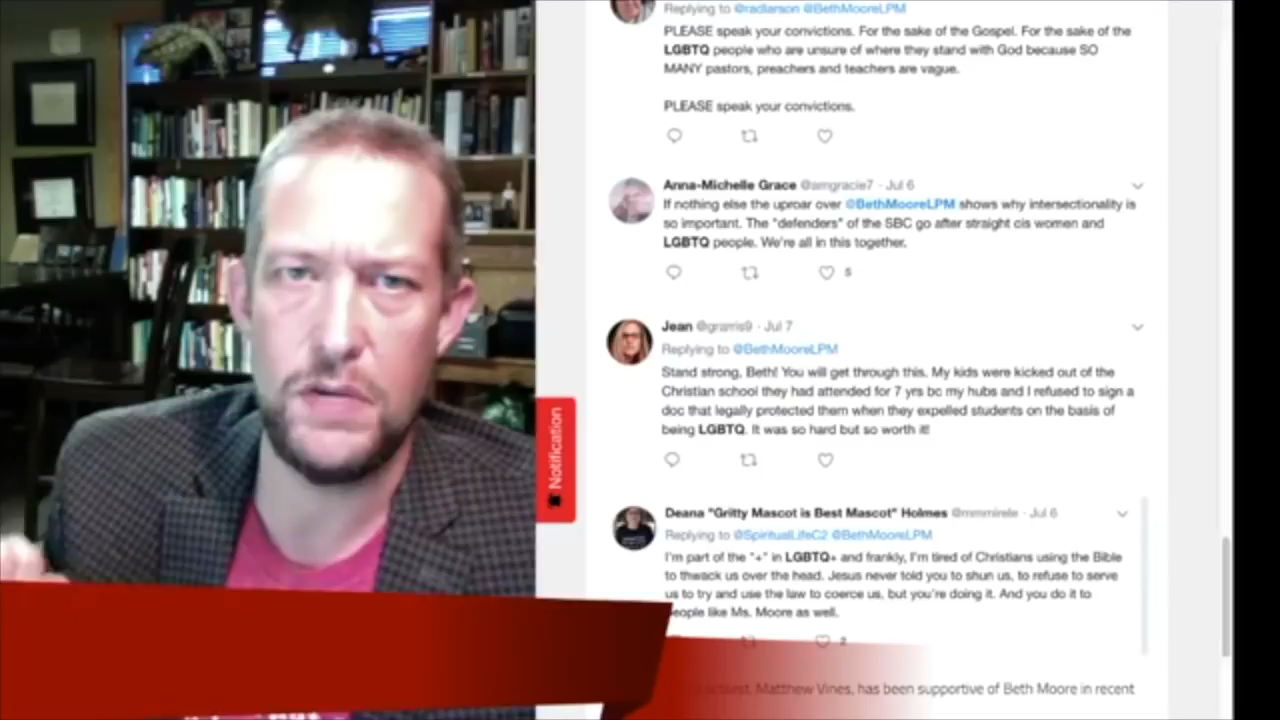 Replying to @radlarson @BethMooreLPM
PLEASE speak your convictions. For the sake of the Gospel. For the sake of the
LGBTQ people who are unsure of where they stand with God because SO
MANY pastors, preachers and teachers are vague.
PLEASE speak your convictions.
Anna-Michelle Grace @amgracie7 · Jul 6
If nothing else the uproar over @BethMooreLPM shows why intersectionality is
so important. The "defenders" of the SBC go after straight cis women and
LGBTQ people. We're all in this together.
5
Jean @grarris9 · Jul 7
Replying to @BethMooreLPM
Stand strong, Beth! You will get through this. My kids were kicked out of the
Christian school they had attended for 7 yrs bc my hubs and I refused to sign a
doc that legally protected them when they expelled students on the basis of
being LGBTQ. It was so hard but so worth it!
Notification
Deana "Gritty Mascot is Best Mascot" Holmes @mmmirele · Jul 6
Replying to @SpiritualLifeC2 @BethMooreLPM
I'm part of the "+" in LGBTQ+ and frankly, I'm tired of Christians using the Bible
to thwack us over the head. Jesus never told you to shun us, to refuse to serve
us to try and use the law to coerce us, but you're doing it. And you do it to
people like Ms. Moore as well.
2
Matthew Vines, has been supportive of Beth Moore in recent